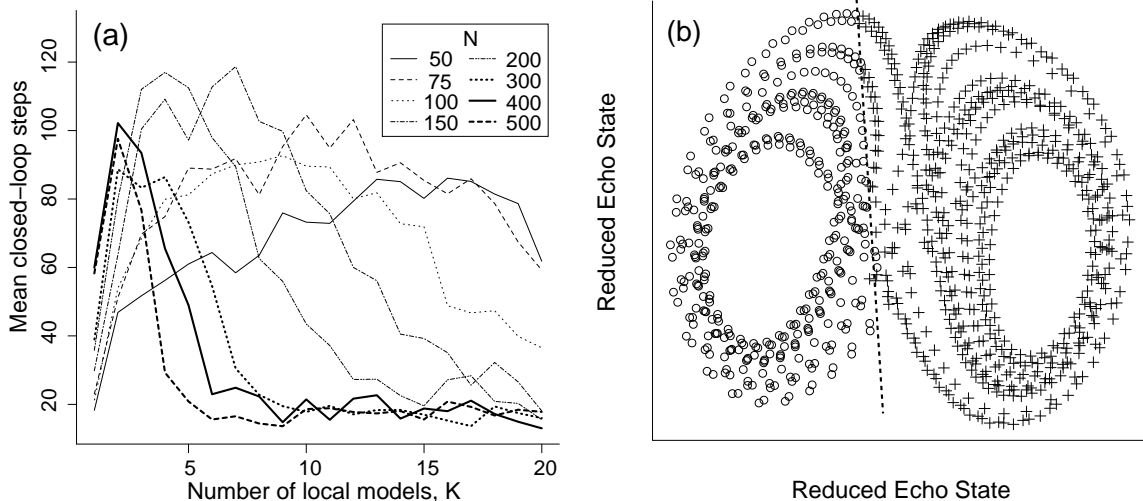 (a)
Mean closed−loop steps
120
100
80
60
40
20
N
50 200
75 300
100 400
150 500
5 10 15 20
Number of local models, K
(b)
Reduced Echo State
Reduced Echo State